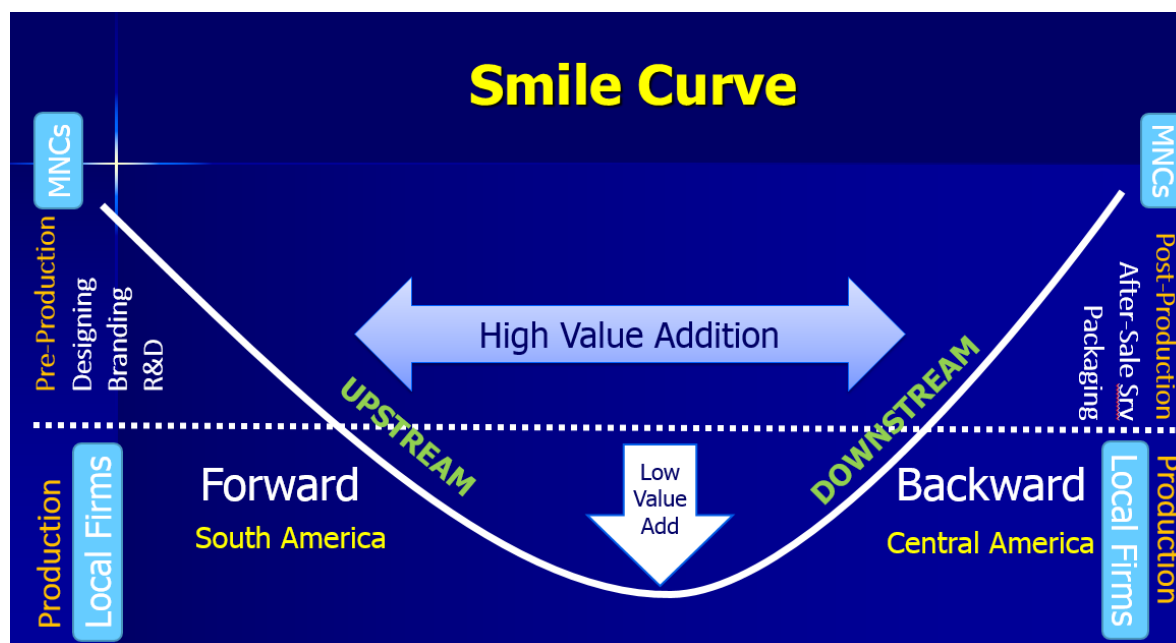 Smile Curve
MNCs
Pre-Production
Designing
Branding
R&D
High Value Addition
MNCs
Post-Production
After-Sale Srv
Packaging
UPSTREAM
DOWNSTREAM
Production
Local Firms
Forward
South America
Low
Value
Add
Backward
Central America
Local Firms
Production